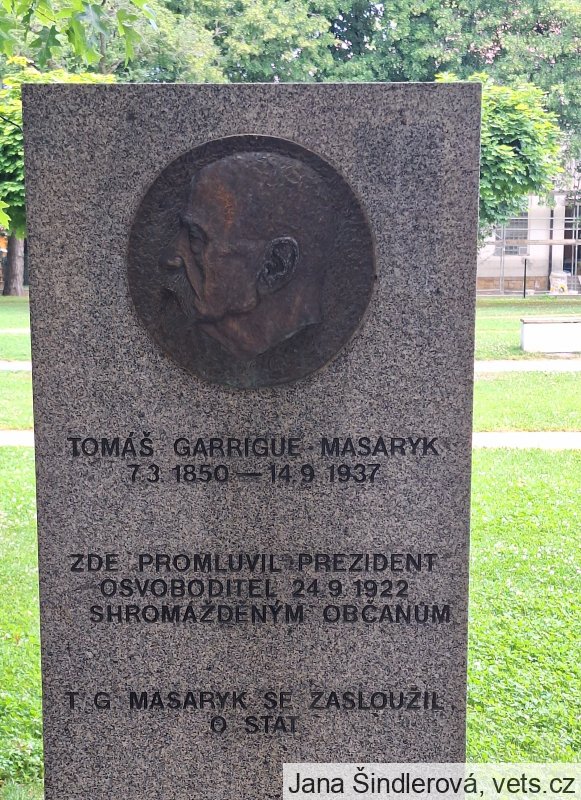 TOMÁŠ GARRIGUE MASARYK
7.3 1850 — 14.9 1937
ZDE PROMLUVIL PREZIDENT
OSVOBODITEL 24.9.1922
SHROMÁŽDĚNÝM OBČANŮM
T.G. MASARYK SE ZASLOUŽIL
O STÁT
Jana Šindlerová, vets.cz